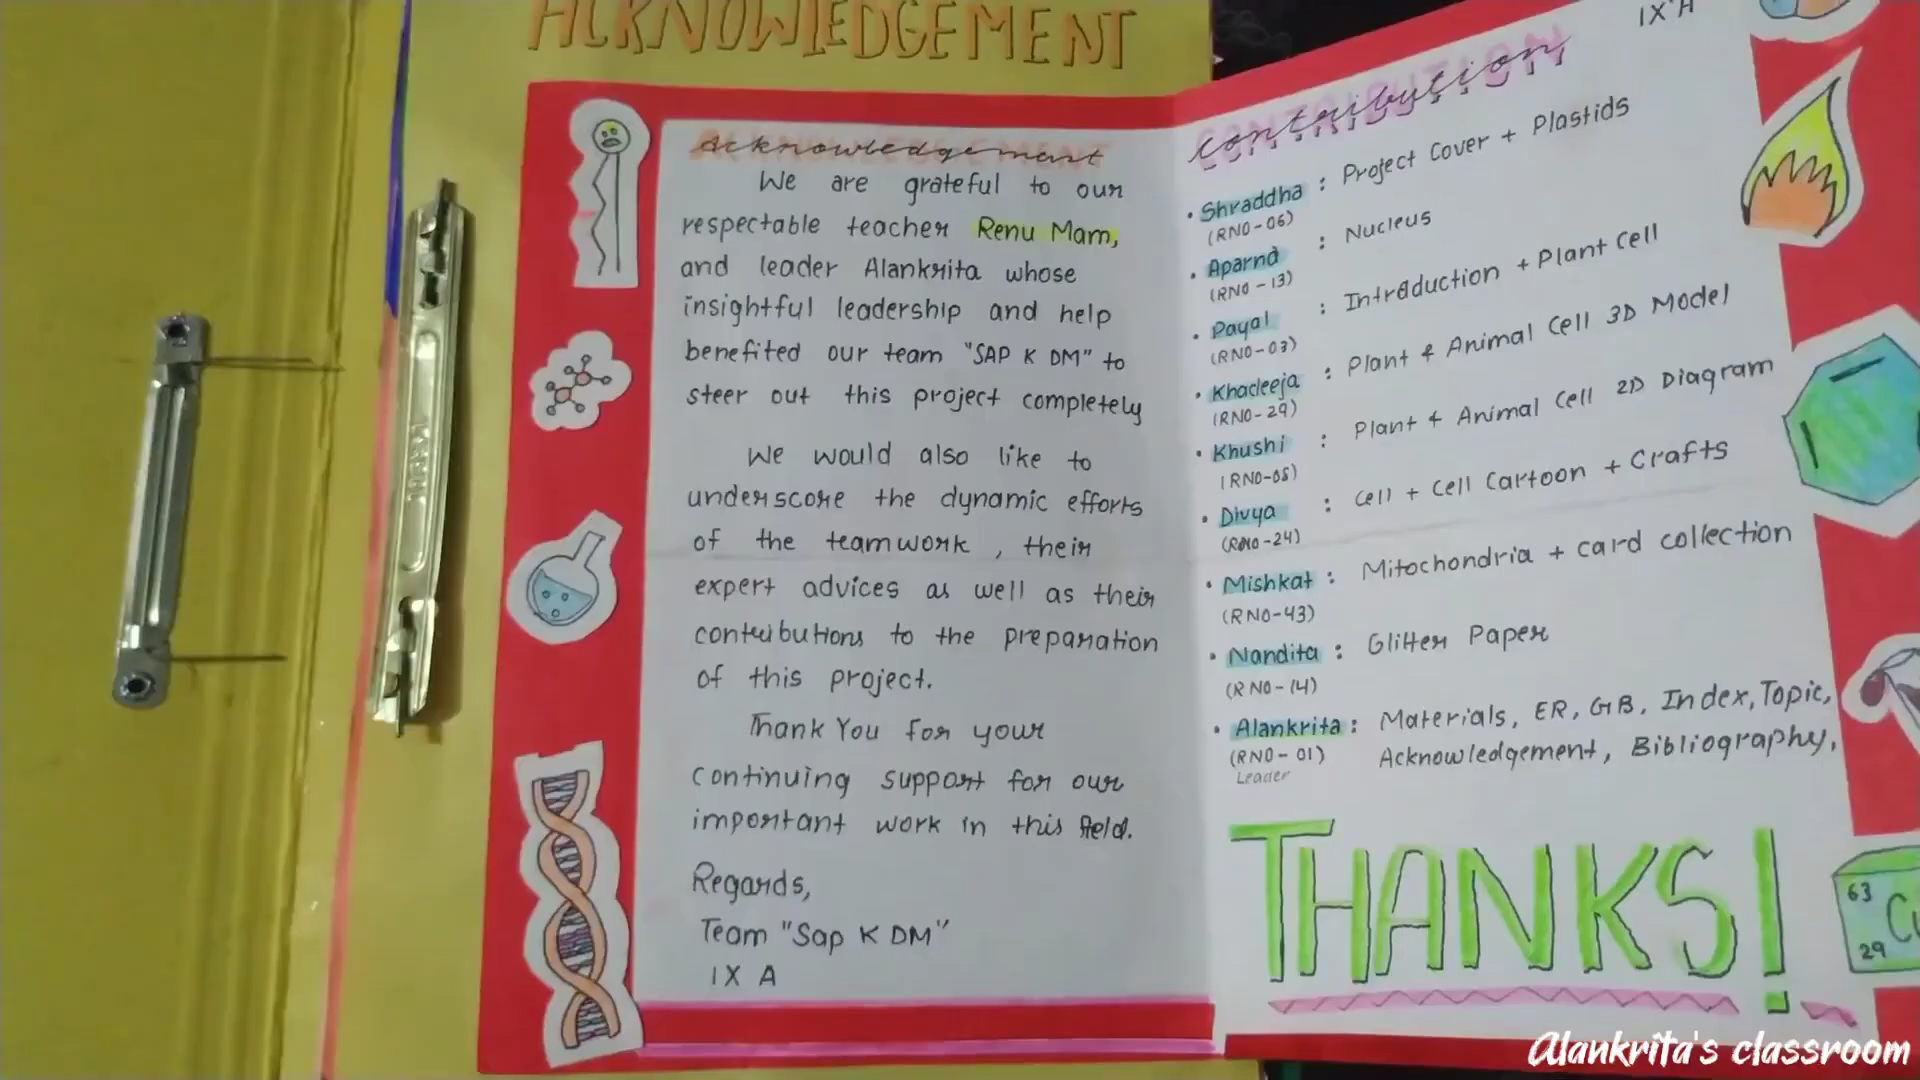 ACKNOWLEDGEMENT
Acknowledgement
We are grateful to our
respectable teacher Renu Mam,
and leader Alankrita whose
insightful leadership and help
benefited our team "SAP K DM" to
steer out this project completely
We would also like to
underscore the dynamic efforts
of the teamwork, their
expert advices as well as their
contributions to the preparation
of this project.
Thank You for your
continuing support for our
important work in this field.
Regards,
Team "Sap K DM"
IX A
IX A
Contribution
• Shraddha : Project Cover + Plastids
(RNO-06)
• Aparna : Nucleus
(RNO-13)
• Payal : Introduction + Plant Cell
(RNO-03)
• Khadeeja : Plant & Animal Cell 3D Model
(RNO-29)
• Khushi : Plant & Animal Cell 2D Diagram
(RNO-05)
• Divya : Cell + Cell Cartoon + Crafts
(RNO-24)
• Mishkat : Mitochondria + card collection
(RNO-43)
• Nandita : Glitter Paper
(RNO-14)
• Alankrita : Materials, ER, GB, Index, Topic,
(RNO-01) Acknowledgement, Bibliography,
Leader
THANKS!
63
Cu
29
Alankrita's classroom